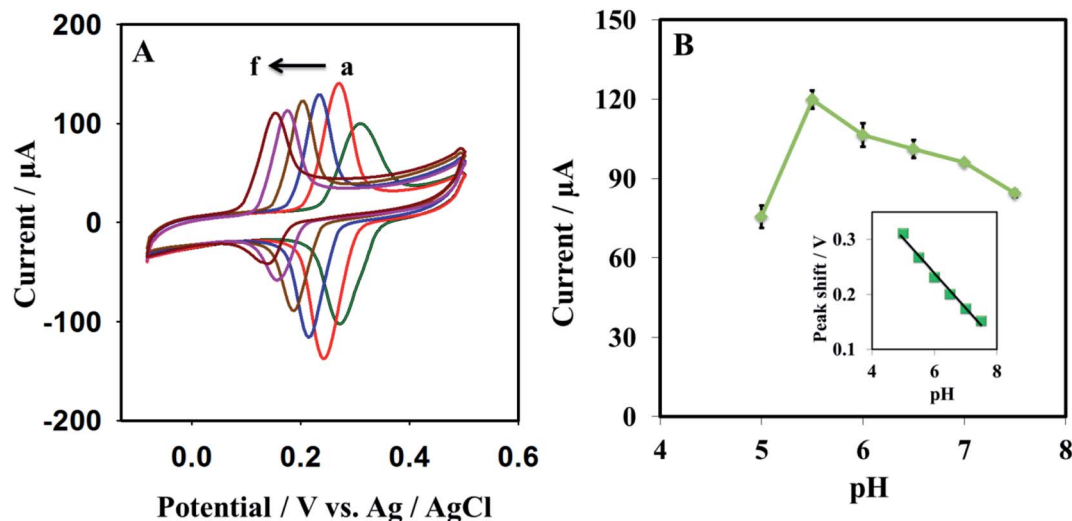 A
f a
200
100
0
-100
-200
0.0 0.2 0.4 0.6
Current / μA
Potential / V vs. Ag / AgCl
B
150
120
90
60
30
0
4 5 6 7 8
Current / μA
pH
0.3
0.2
0.1
4 6 8
Peak shift / V
pH